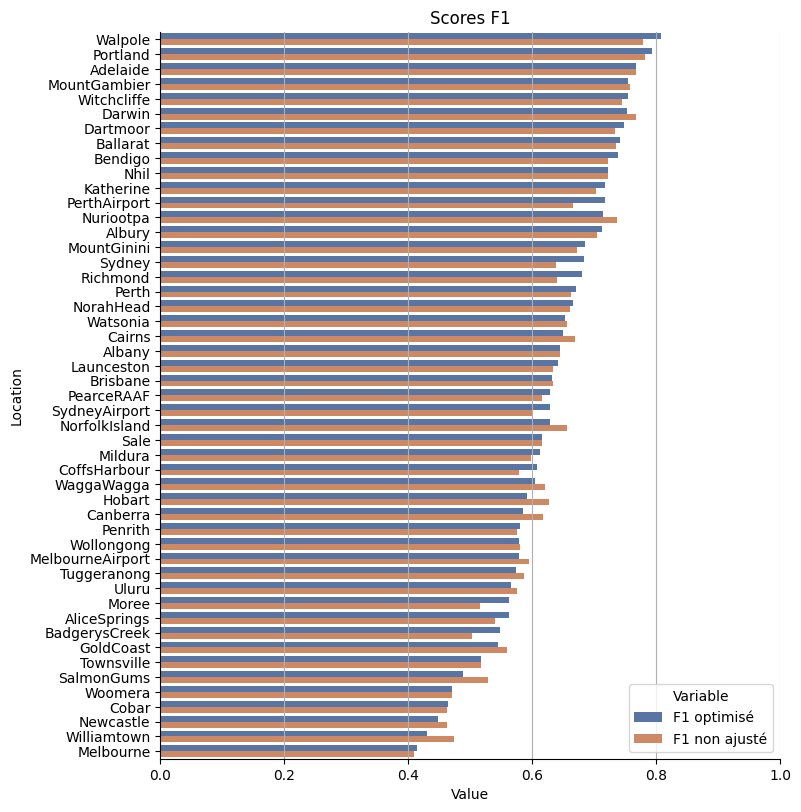 Scores F1
Location
Walpole
Portland
Adelaide
MountGambier
Witchcliffe
Darwin
Dartmoor
Ballarat
Bendigo
Nhil
Katherine
PerthAirport
Nuriootpa
Albury
MountGinini
Sydney
Richmond
Perth
NorahHead
Watsonia
Cairns
Albany
Launceston
Brisbane
PearceRAAF
SydneyAirport
NorfolkIsland
Sale
Mildura
CoffsHarbour
WaggaWagga
Hobart
Canberra
Penrith
Wollongong
MelbourneAirport
Tuggeranong
Uluru
Moree
AliceSprings
BadgerysCreek
GoldCoast
Townsville
SalmonGums
Woomera
Cobar
Newcastle
Williamtown
Melbourne
Variable
F1 optimisé
F1 non ajusté
0.0 0.2 0.4 0.6 0.8 1.0
Value